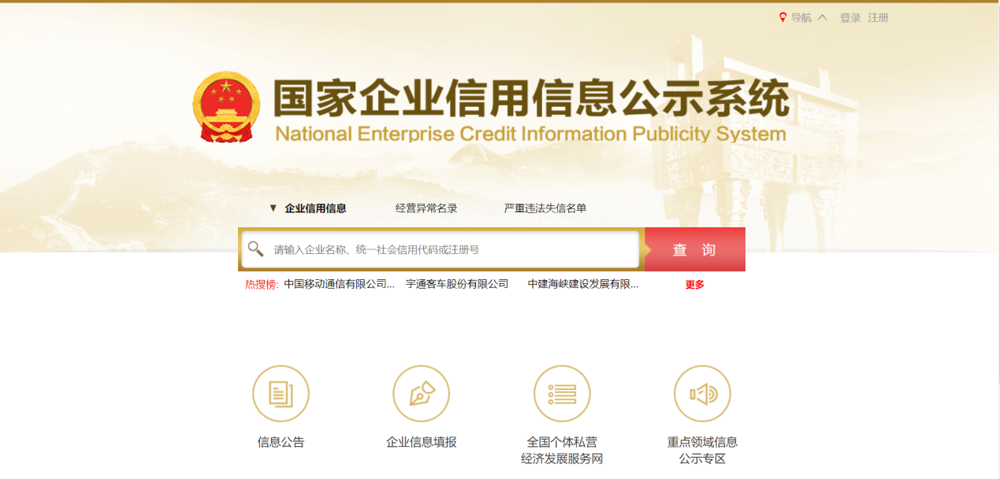 导航 登录 注册
国家企业信用信息公示系统
National Enterprise Credit Information Publicity System
企业信用信息 经营异常名录 严重违法失信名单
请输入企业名称、统一社会信用代码或注册号 查 询
热搜榜: 中国移动通信有限公司... 宇通客车股份有限公司 中建海峡建设发展有限... 更多
信息公告 企业信息填报 全国个体私营 重点领域信息
经济发展服务网 公示专区